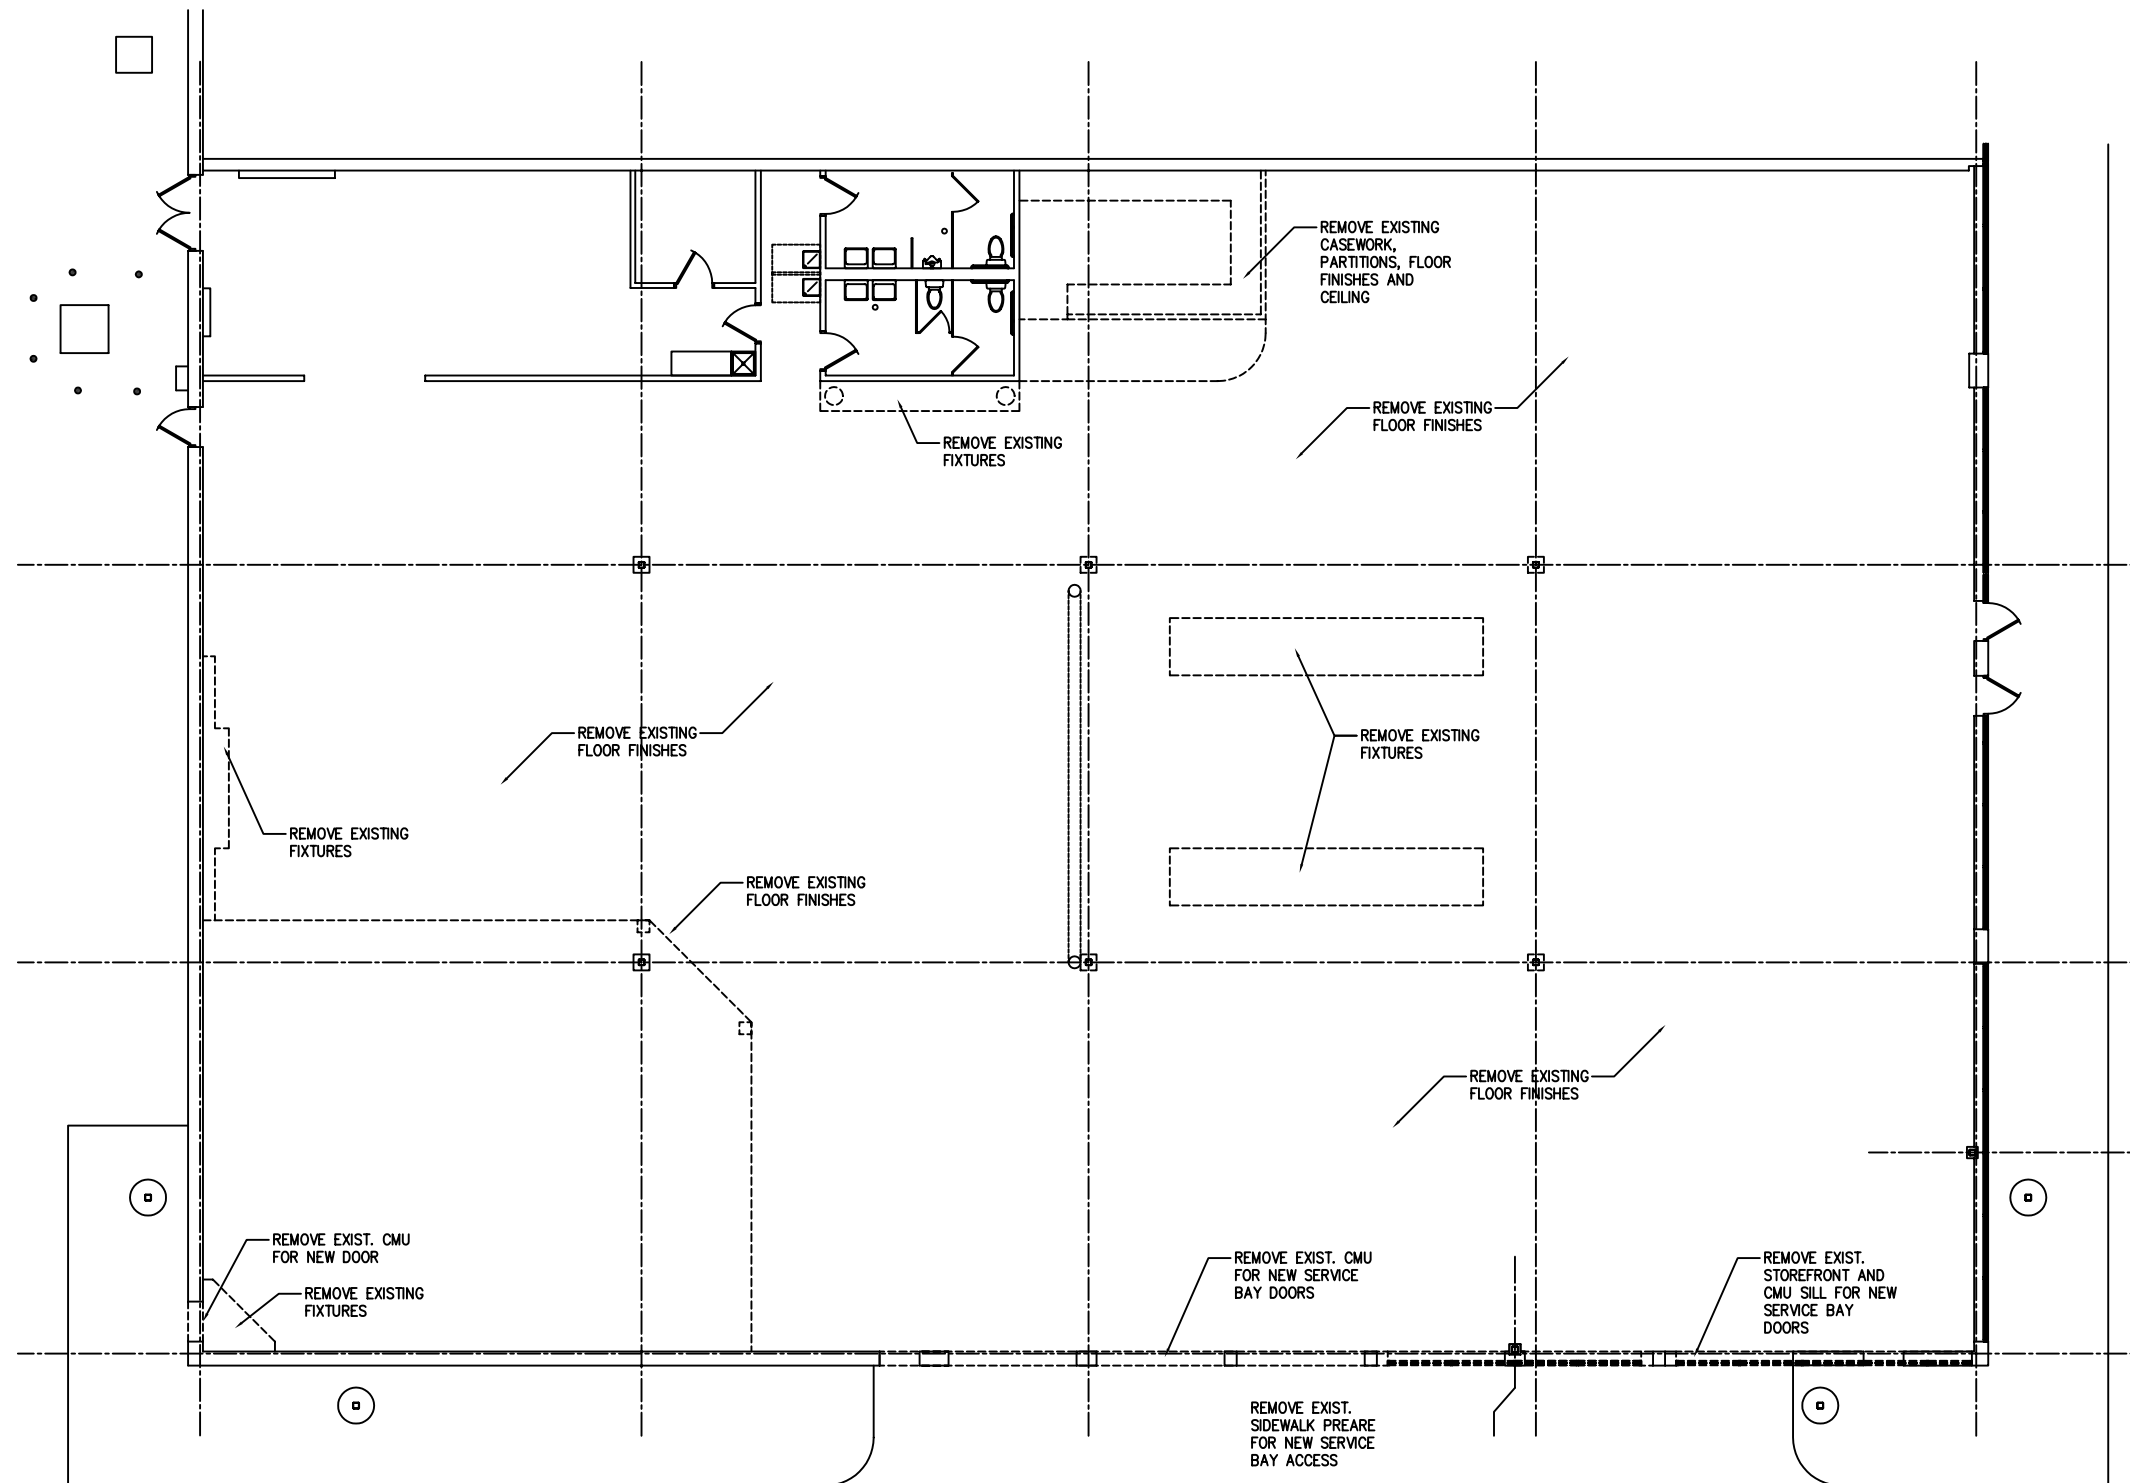 REMOVE EXISTING
CASEWORK,
PARTITIONS, FLOOR
FINISHES AND
CEILING
REMOVE EXISTING
FLOOR FINISHES
REMOVE EXISTING
FIXTURES
REMOVE EXISTING
FLOOR FINISHES
REMOVE EXISTING
FIXTURES
REMOVE EXISTING
FIXTURES
REMOVE EXISTING
FLOOR FINISHES
REMOVE EXISTING
FLOOR FINISHES
REMOVE EXIST. CMU
FOR NEW DOOR
REMOVE EXISTING
FIXTURES
REMOVE EXIST. CMU
FOR NEW SERVICE
BAY DOORS
REMOVE EXIST.
STOREFRONT AND
CMU SILL FOR NEW
SERVICE BAY
DOORS
REMOVE EXIST.
SIDEWALK PREARE
FOR NEW SERVICE
BAY ACCESS